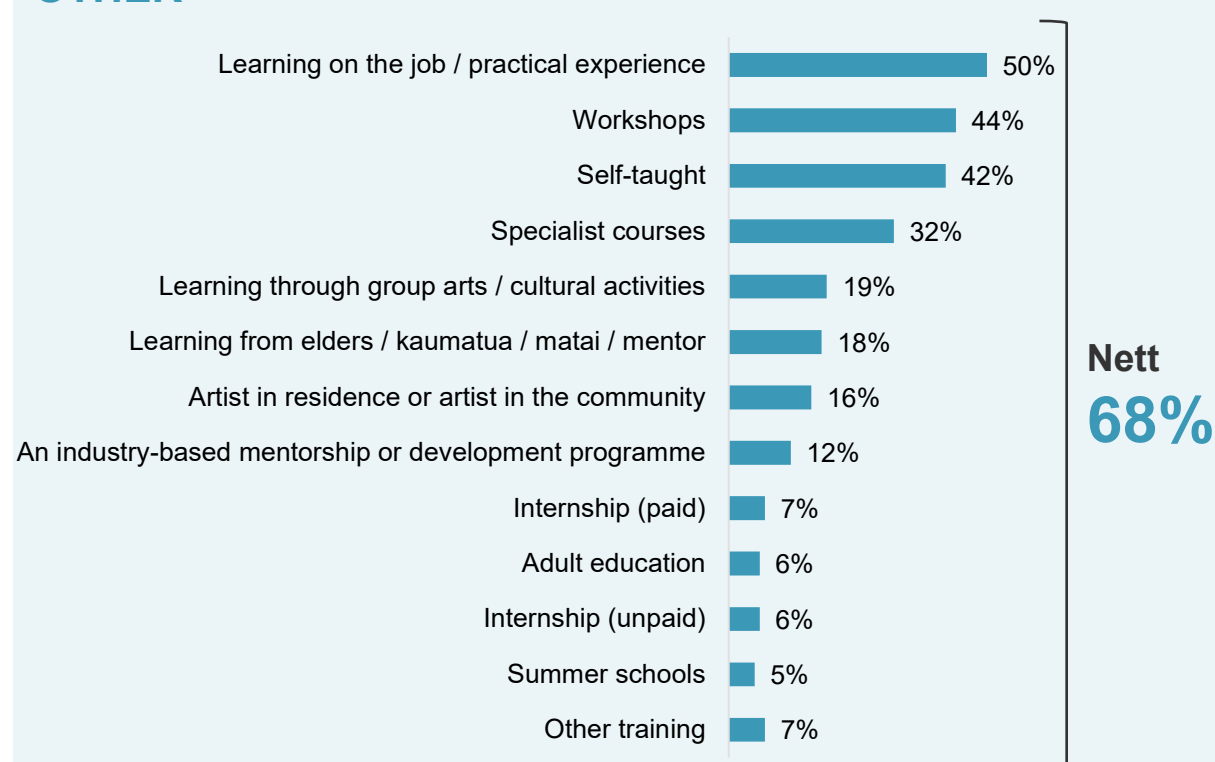 OTHER
Learning on the job / practical experience 50%
Workshops 44%
Self-taught 42%
Specialist courses 32%
Learning through group arts / cultural activities 19%
Learning from elders / kaumatua / matai / mentor 18%
Artist in residence or artist in the community 16%
An industry-based mentorship or development programme 12%
Internship (paid) 7%
Adult education 6%
Internship (unpaid) 6%
Summer schools 5%
Other training 7%
Nett
68%